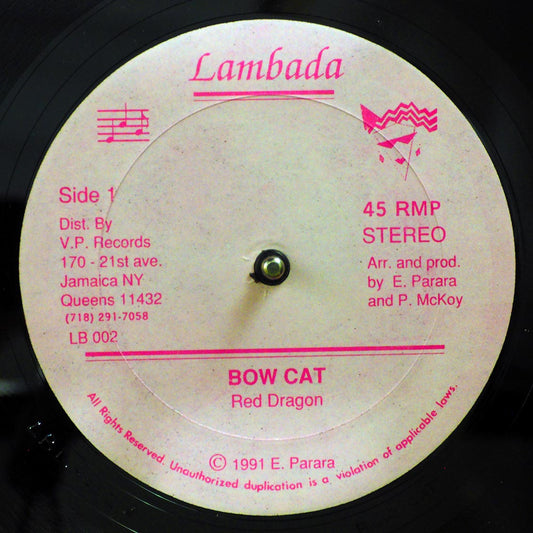 Lambada
Side 1
Dist. By
V.P. Records
170 - 21st ave.
Jamaica NY
Queens 11432
(718) 291-7058
LB 002
45 RMP
STEREO
Arr. and prod.
by E. Parara
and P. McKoy
BOW CAT
Red Dragon
© 1991 E. Parara
All Rights Reserved. Unauthorized duplication is a violation of applicable laws.